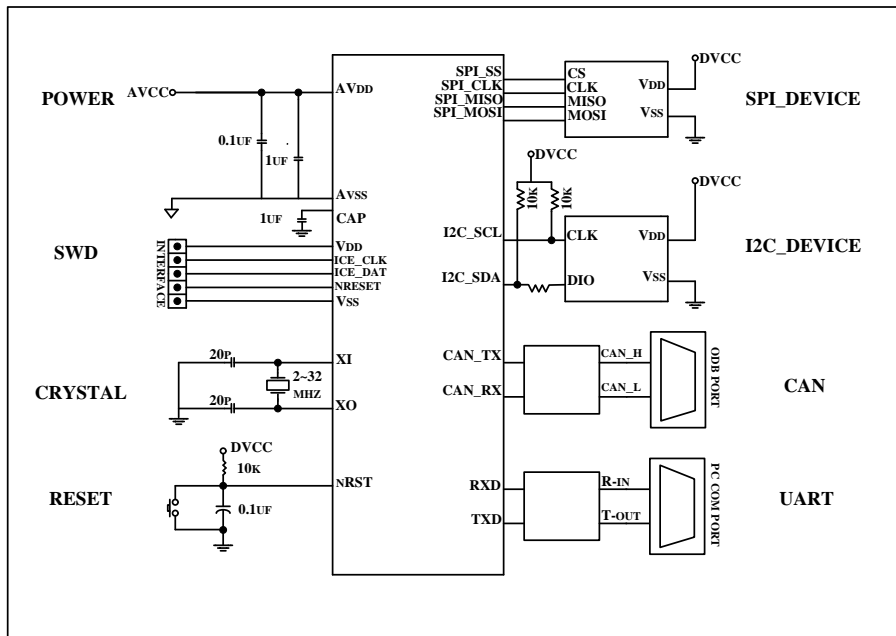 POWER
AVCC
AVDD
0.1UF
1UF
AVSS
1UF
CAP
SWD
INTERFACE
VDD
ICE_CLK
ICE_DAT
NRESET
VSS
CRYSTAL
20P
XI
2~32
MHZ
20P
XO
RESET
DVCC
10K
NRST
0.1UF
SPI_SS
SPI_CLK
SPI_MISO
SPI_MOSI
CS
CLK
MISO
MOSI
VDD
VSS
DVCC
SPI_DEVICE
DVCC
10K
10K
I2C_SCL
I2C_SDA
CLK
DIO
VDD
VSS
DVCC
I2C_DEVICE
CAN_TX
CAN_RX
CAN_H
CAN_L
ODB PORT
CAN
RXD
TXD
R-IN
T-OUT
PC COM PORT
UART